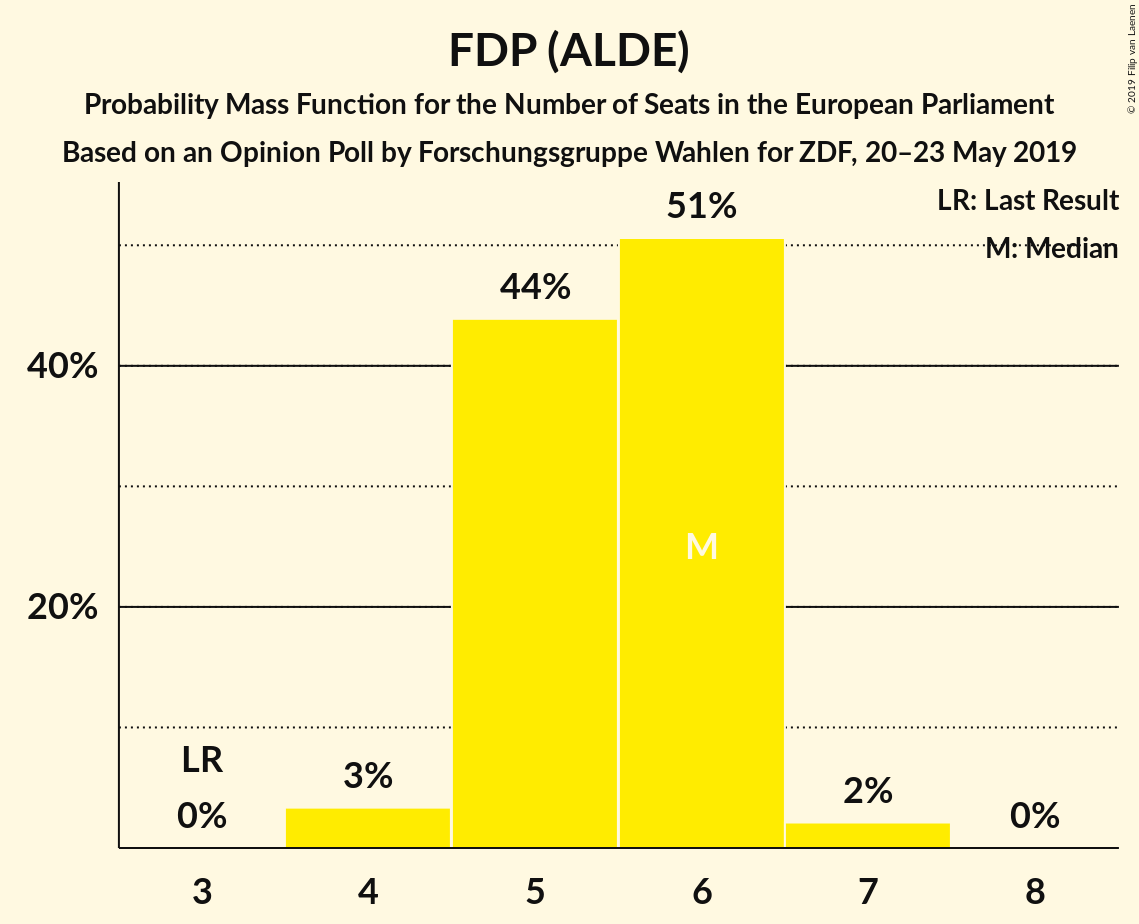 FDP (ALDE)
Probability Mass Function for the Number of Seats in the European Parliament
Based on an Opinion Poll by Forschungsgruppe Wahlen for ZDF, 20–23 May 2019
© 2019 Filip van Laenen
LR: Last Result
M: Median
51%
44%
40%
M
20%
LR
0%
3%
2%
0%
3 4 5 6 7 8